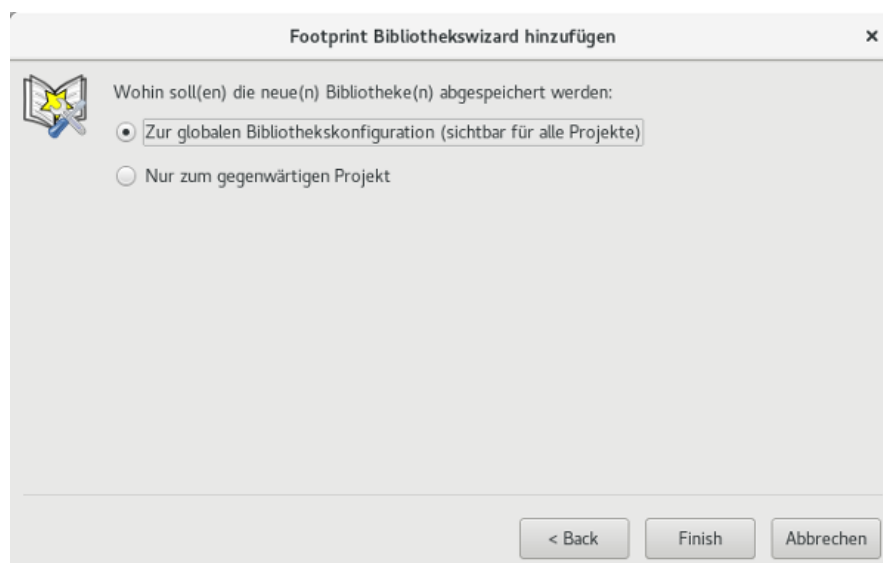 Footprint Bibliothekswizard hinzufügen
Wohin soll(en) die neue(n) Bibliotheke(n) abgespeichert werden:
Zur globalen Bibliothekskonfiguration (sichtbar für alle Projekte)
Nur zum gegenwärtigen Projekt
< Back Finish Abbrechen